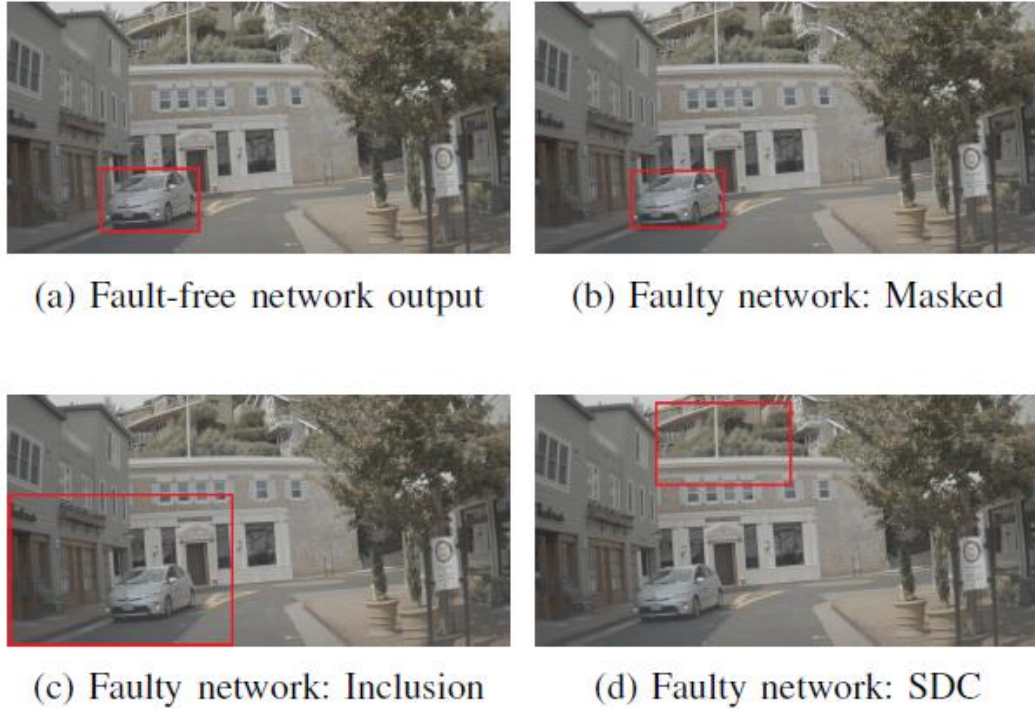 (a) Fault-free network output
(b) Faulty network: Masked
(c) Faulty network: Inclusion
(d) Faulty network: SDC